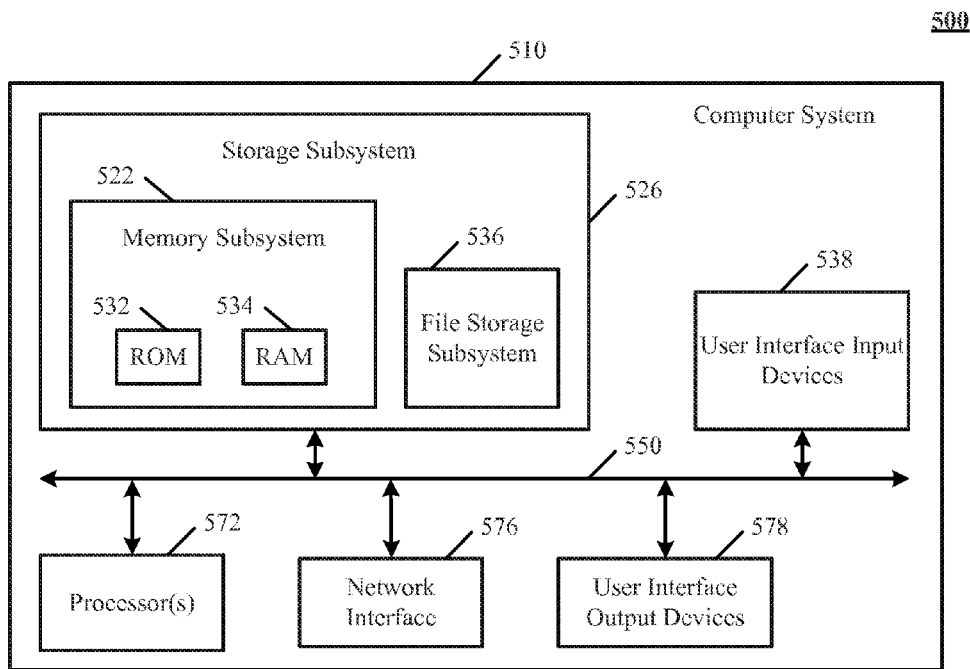 500
510
Computer System
Storage Subsystem
522
526
Memory Subsystem
536
538
532
534
File Storage
Subsystem
User Interface Input
Devices
ROM
RAM
550
572
576
578
Processor(s)
Network
Interface
User Interface
Output Devices